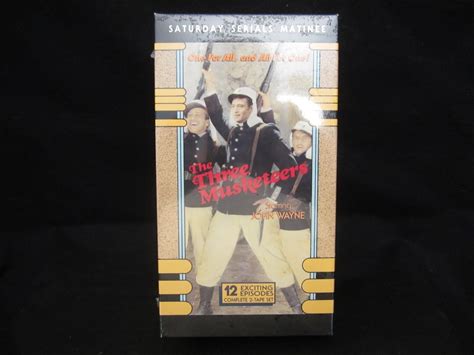 SATURDAY SERIALS MATINEE
One For All, and All For One!
The
Three
Musketeers
Starring
JOHN WAYNE
12 EXCITING
EPISODES
COMPLETE 2-TAPE SET